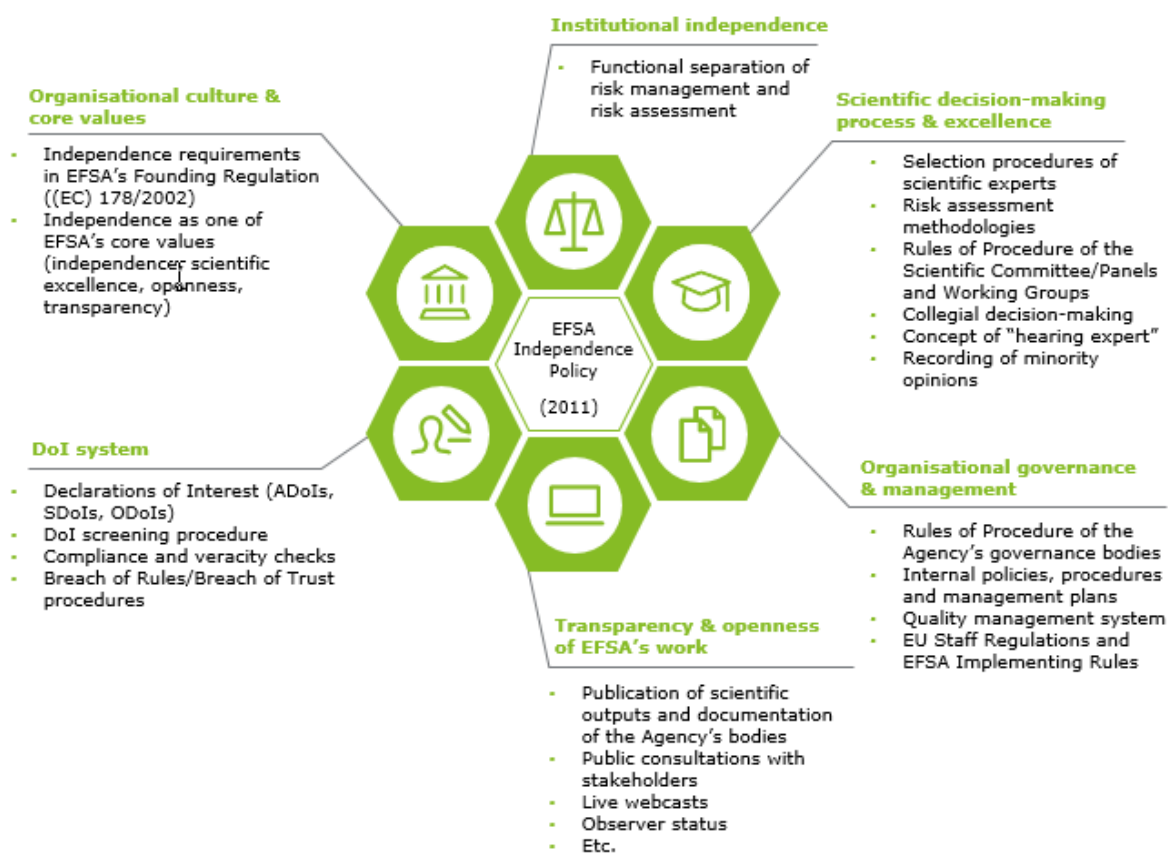 Institutional independence
- Functional separation of
risk management and
risk assessment
Organisational culture &
core values
- Independence requirements
in EFSA's Founding Regulation
((EC) 178/2002)
- Independence as one of
EFSA's core values
(independence, scientific
excellence, openness,
transparency)
Scientific decision-making
process & excellence
- Selection procedures of
scientific experts
- Risk assessment
methodologies
- Rules of Procedure of the
Scientific Committee/Panels
and Working Groups
- Collegial decision-making
- Concept of "hearing expert"
- Recording of minority
opinions
EFSA
Independence
Policy
(2011)
DoI system
- Declarations of Interest (ADoIs,
SDoIs, ODoIs)
- DoI screening procedure
- Compliance and veracity checks
- Breach of Rules/Breach of Trust
procedures
Organisational governance
& management
- Rules of Procedure of the
Agency's governance bodies
- Internal policies, procedures
and management plans
- Quality management system
- EU Staff Regulations and
EFSA Implementing Rules
Transparency & openness
of EFSA's work
- Publication of scientific
outputs and documentation
of the Agency's bodies
- Public consultations with
stakeholders
- Live webcasts
- Observer status
- Etc.